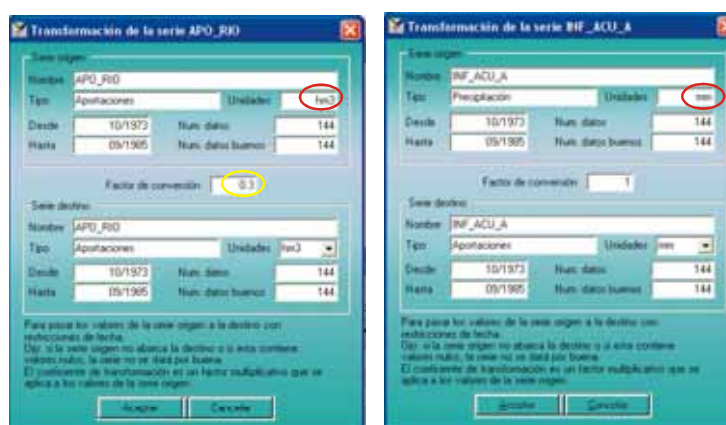 Transformación de la serie APO_RIO
Serie origen
Nombre APO_RIO
Tipo Aportaciones Unidades hm3
Desde 10/1973 Num. datos 144
Hasta 09/1985 Num. datos buenos 144
Factor de conversión 0.3
Serie destino
Nombre APO_RIO
Tipo Aportaciones Unidades hm3
Desde 10/1973 Num. datos 144
Hasta 09/1985 Num. datos buenos 144
Para pasar los valores de la serie origen a la destino con
restricciones de fecha.
Ojo: si la serie origen no abarca la destino o si ésta contiene
valores nulos, la serie no se dará por buena.
El coeficiente de transformación es un factor multiplicativo que se
aplica a los valores de la serie origen.
Aceptar Cancelar
Transformación de la serie INF_ACU_A
Serie origen
Nombre INF_ACU_A
Tipo Precipitación Unidades mm
Desde 10/1973 Num. datos 144
Hasta 09/1985 Num. datos buenos 144
Factor de conversión 1
Serie destino
Nombre INF_ACU_A
Tipo Aportaciones Unidades mm
Desde 10/1973 Num. datos 144
Hasta 09/1985 Num. datos buenos 144
Para pasar los valores de la serie origen a la destino con
restricciones de fecha.
Ojo: si la serie origen no abarca la destino o si ésta contiene
valores nulos, la serie no se dará por buena.
El coeficiente de transformación es un factor multiplicativo que se
aplica a los valores de la serie origen.
Aceptar Cancelar